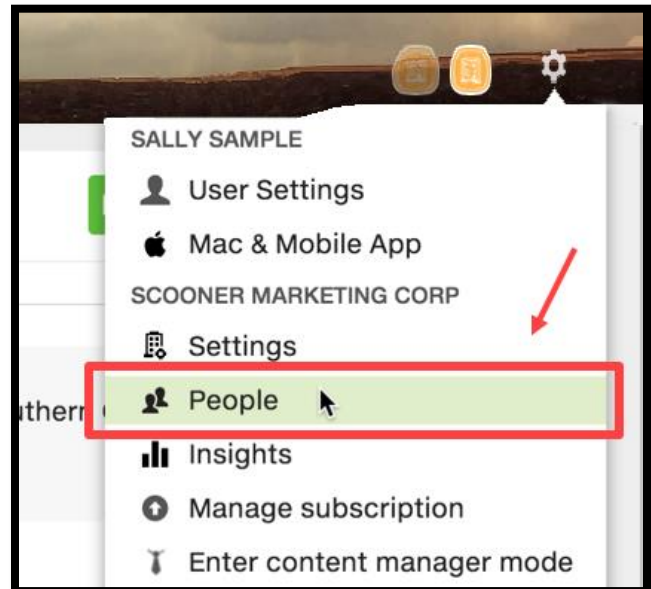 SALLY SAMPLE
User Settings
Mac & Mobile App
SCOONER MARKETING CORP
Settings
People
Insights
Manage subscription
Enter content manager mode